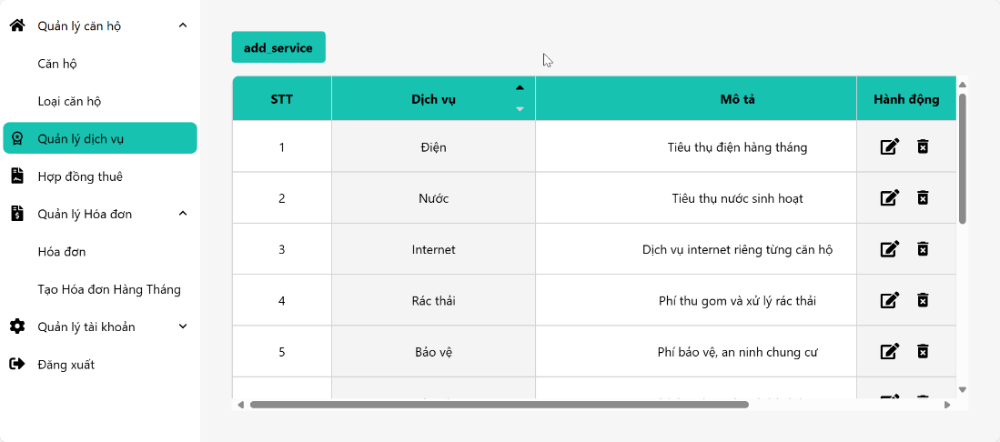 Quản lý căn hộ
Căn hộ
Loại căn hộ
Quản lý dịch vụ
Hợp đồng thuê
Quản lý Hóa đơn
Hóa đơn
Tạo Hóa đơn Hàng Tháng
Quản lý tài khoản
Đăng xuất
add_service
STT Dịch vụ Mô tả Hành động
1 Điện Tiêu thụ điện hàng tháng
2 Nước Tiêu thụ nước sinh hoạt
3 Internet Dịch vụ internet riêng từng căn hộ
4 Rác thải Phí thu gom và xử lý rác thải
5 Bảo vệ Phí bảo vệ, an ninh chung cư